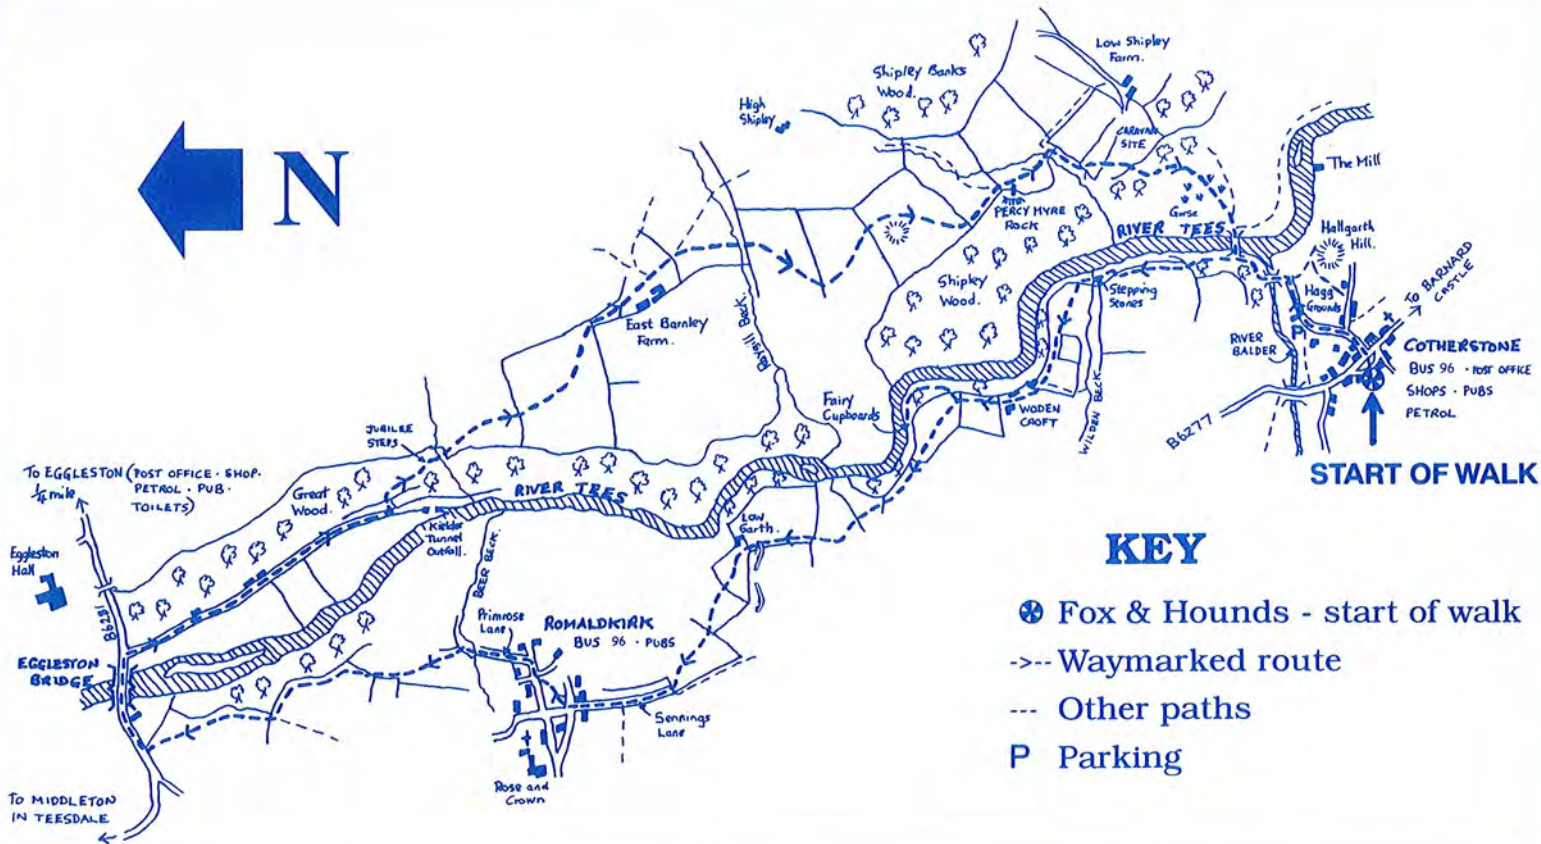 N
High
Shipley
Shipley Banks
Wood.
Low Shipley
Farm.
CARAVAN
SITE
The Mill
PERCY MYRE
ROCK
Gorse
RIVER TEES
Hallgarth
Hill.
Hagg
Grounds
P
TO BARNARD
CASTLE
Shipley
Wood.
Stepping
Stones
RIVER
BALDER
COTHERSTONE
BUS 96 · POST OFFICE
SHOPS · PUBS
PETROL
B6277
START OF WALK
East Barnley
Farm.
Raygill Beck.
Fairy
Cupboards
WODEN
CROFT
WILDEN BECK
JUBILEE
STEPS
TO EGGLESTON (POST OFFICE · SHOP.
1/4 mile
PETROL · PUB.
TOILETS)
Great
Wood.
RIVER TEES
Kielder
Tunnel
Outfall.
Low
Garth.
Eggleston
Hall
B6281
BEER BECK.
Primrose
Lane
ROMALDKIRK
BUS 96 · PUBS
EGGLESTON
BRIDGE
Sennings
Lane
Rose and
Crown
TO MIDDLETON
IN TEESDALE
KEY
Fox & Hounds - start of walk
->-- Waymarked route
--- Other paths
P Parking